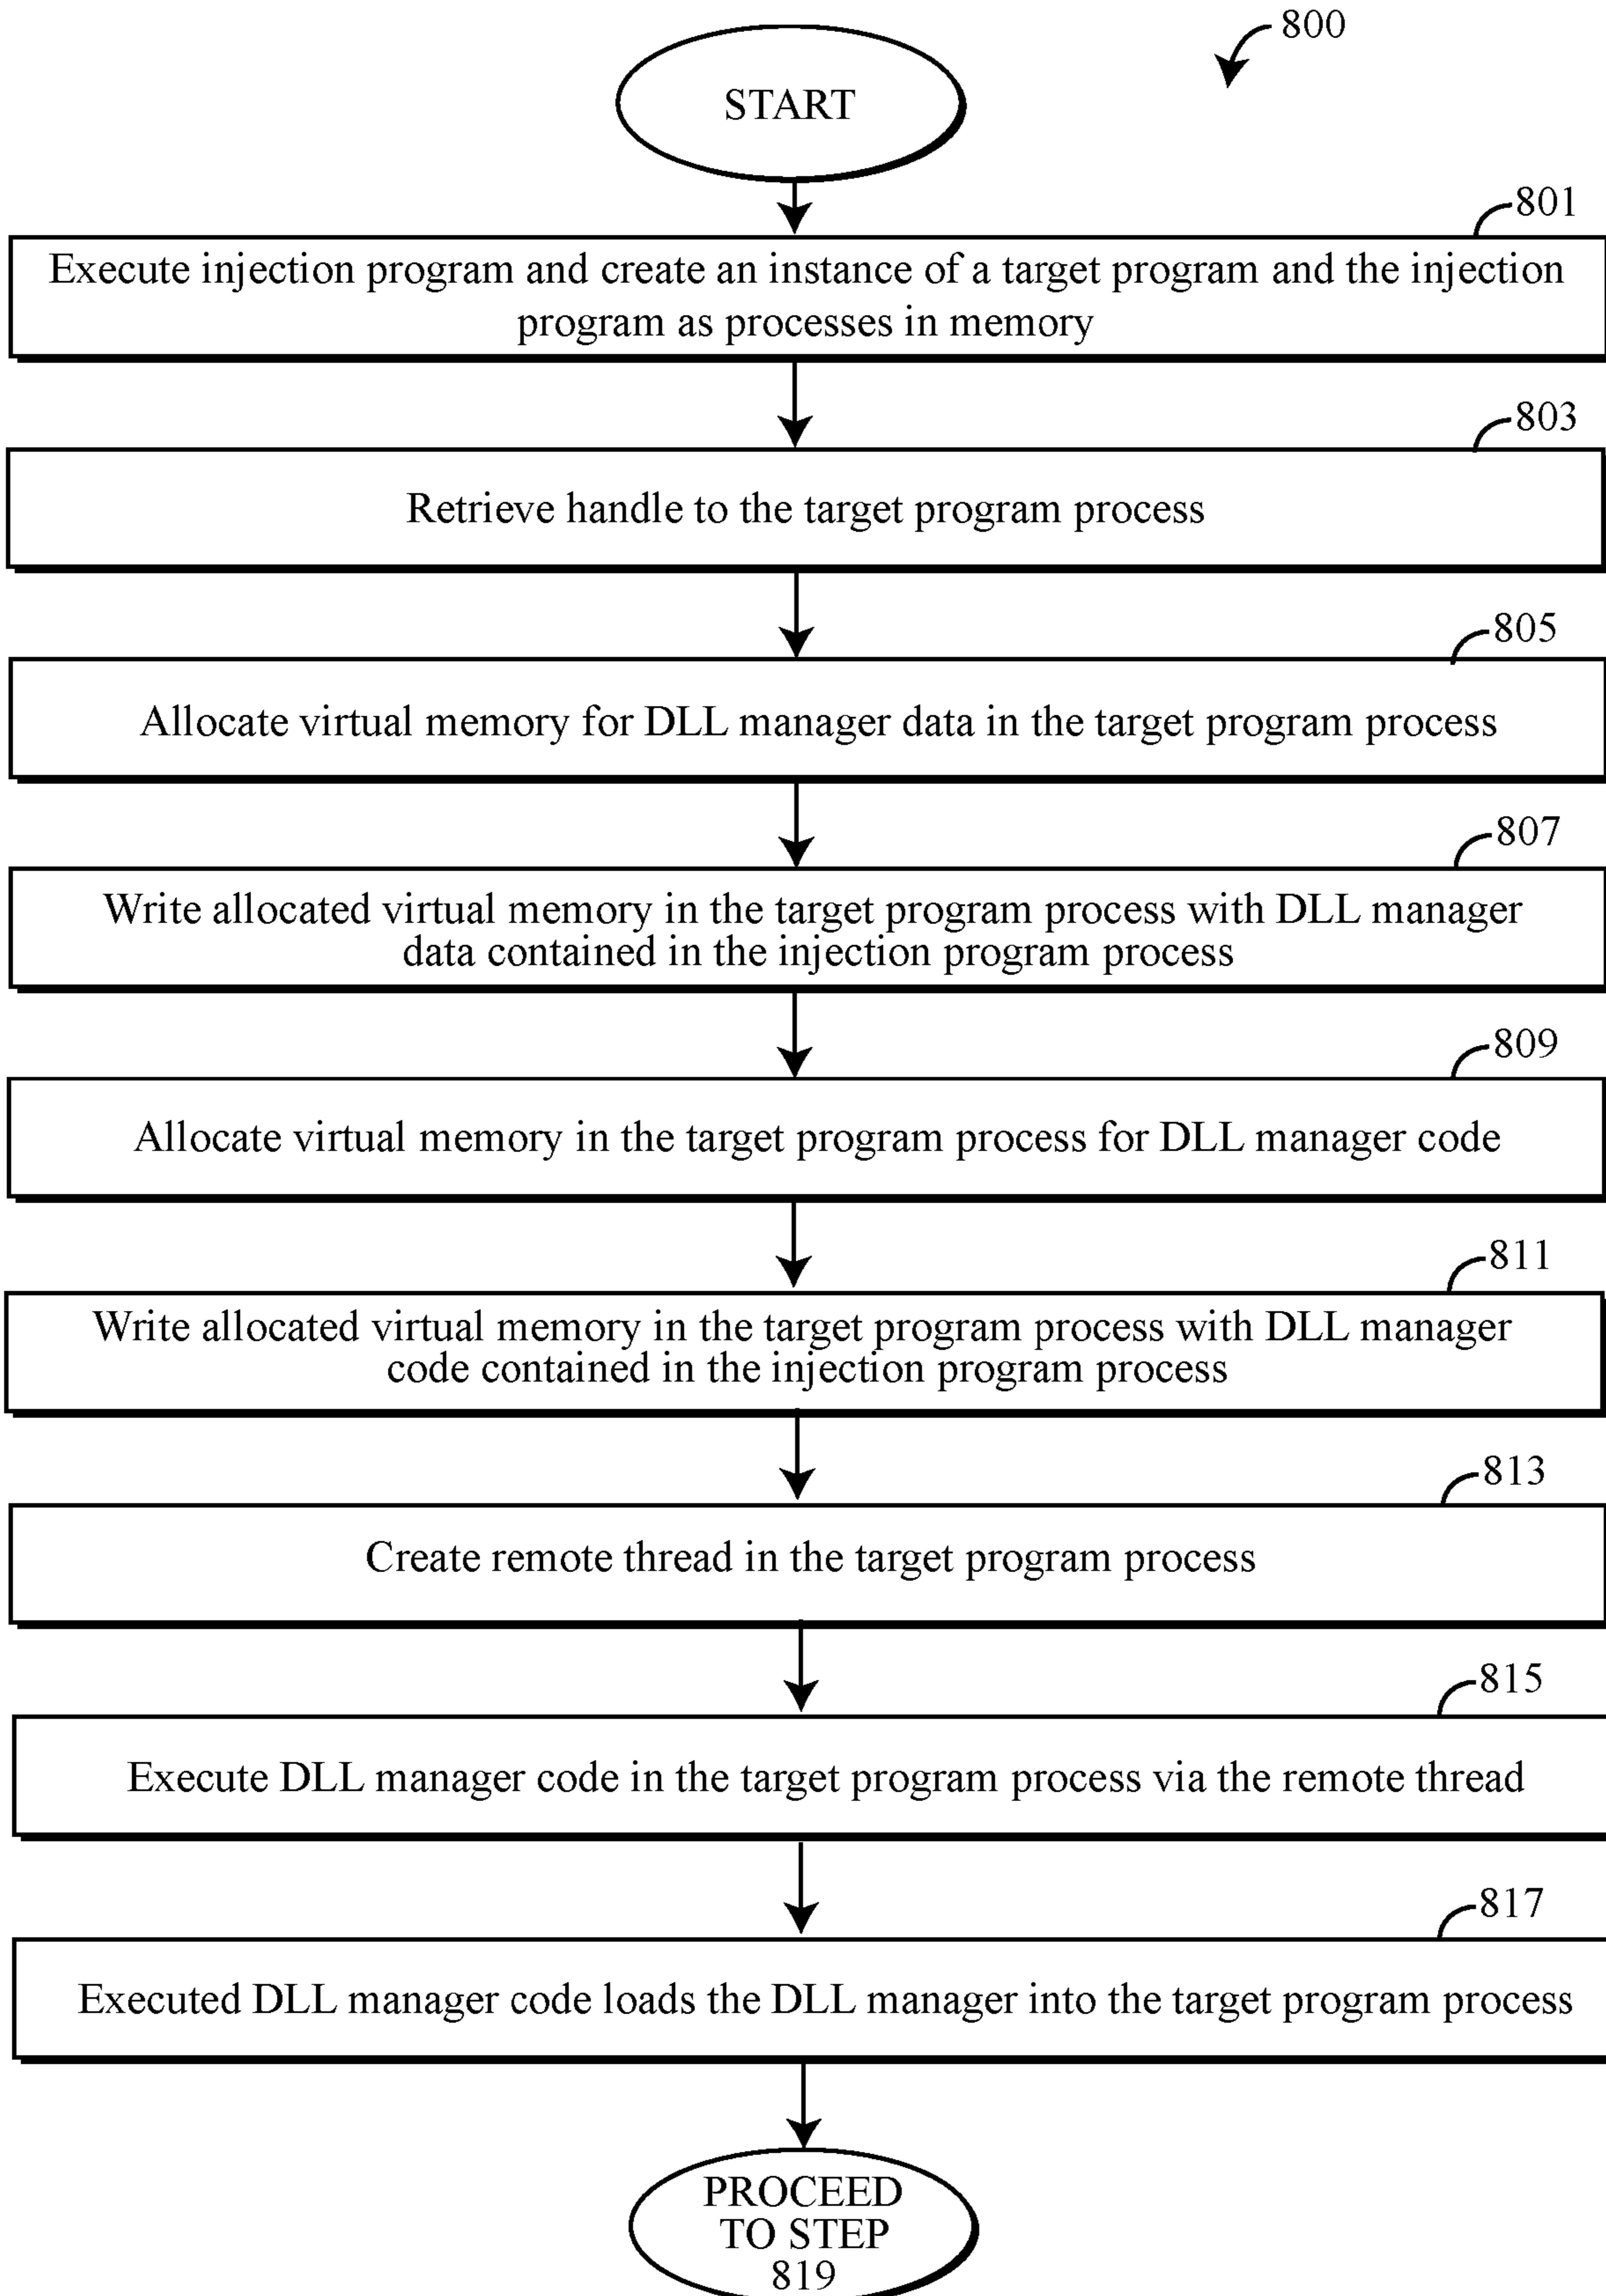 800
START
801
Execute injection program and create an instance of a target program and the injection
program as processes in memory
803
Retrieve handle to the target program process
805
Allocate virtual memory for DLL manager data in the target program process
807
Write allocated virtual memory in the target program process with DLL manager
data contained in the injection program process
809
Allocate virtual memory in the target program process for DLL manager code
811
Write allocated virtual memory in the target program process with DLL manager
code contained in the injection program process
813
Create remote thread in the target program process
815
Execute DLL manager code in the target program process via the remote thread
817
Executed DLL manager code loads the DLL manager into the target program process
PROCEED
TO STEP
819